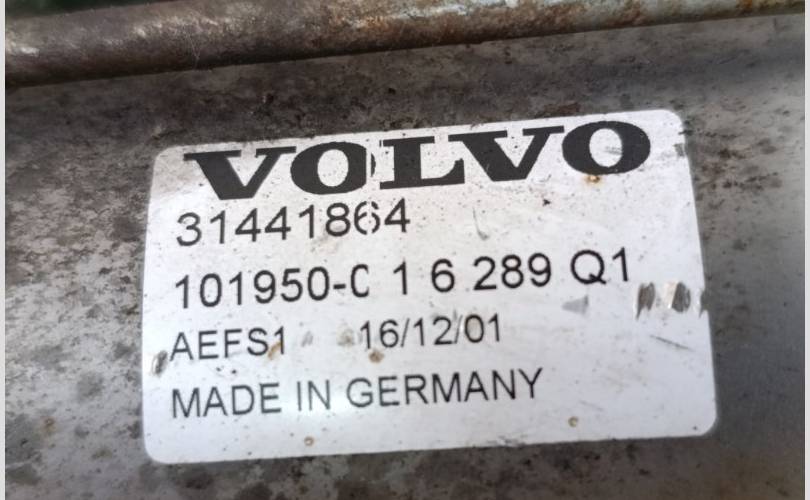 VOLVO
31441864
101950-C 1 6 289 Q1
AEFS1 16/12/01
MADE IN GERMANY